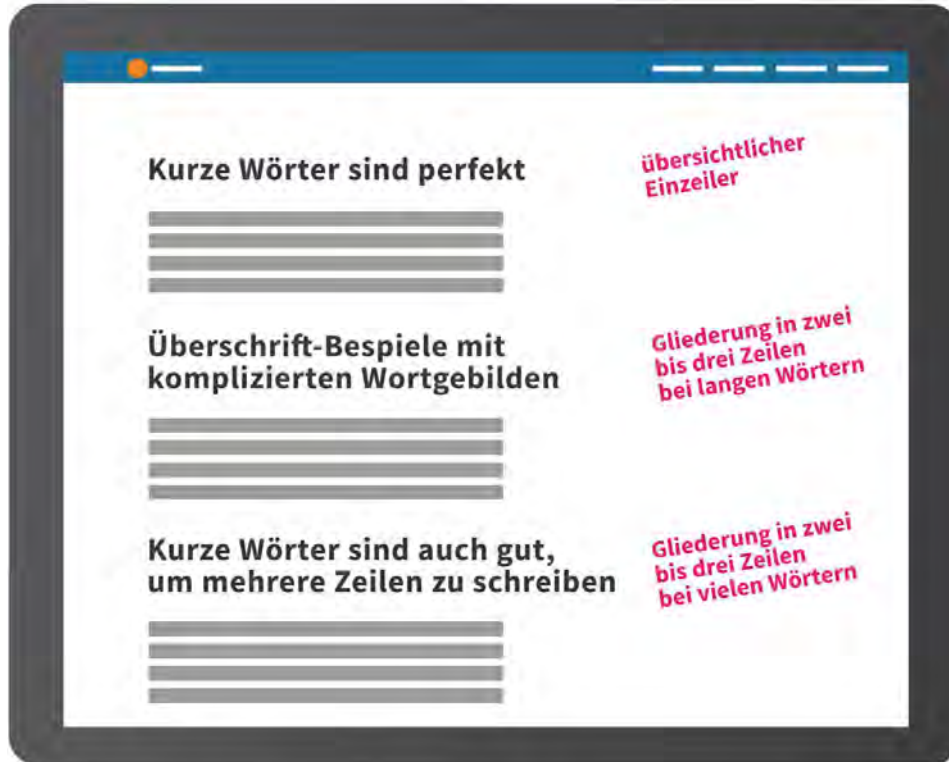 Kurze Wörter sind perfekt
übersichtlicher
Einzeiler
Überschrift-Bespiele mit
komplizierten Wortgebilden
Gliederung in zwei
bis drei Zeilen
bei langen Wörtern
Kurze Wörter sind auch gut,
um mehrere Zeilen zu schreiben
Gliederung in zwei
bis drei Zeilen
bei vielen Wörtern